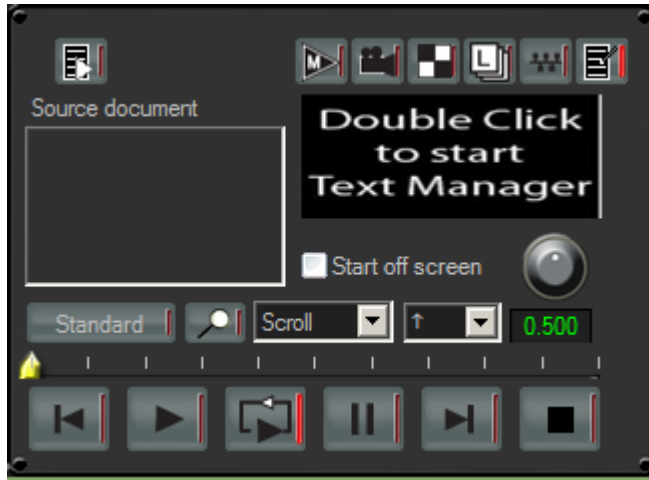 M
L
Source document
Double Click
to start
Text Manager
Start off screen
Standard
Scroll
↑
0.500